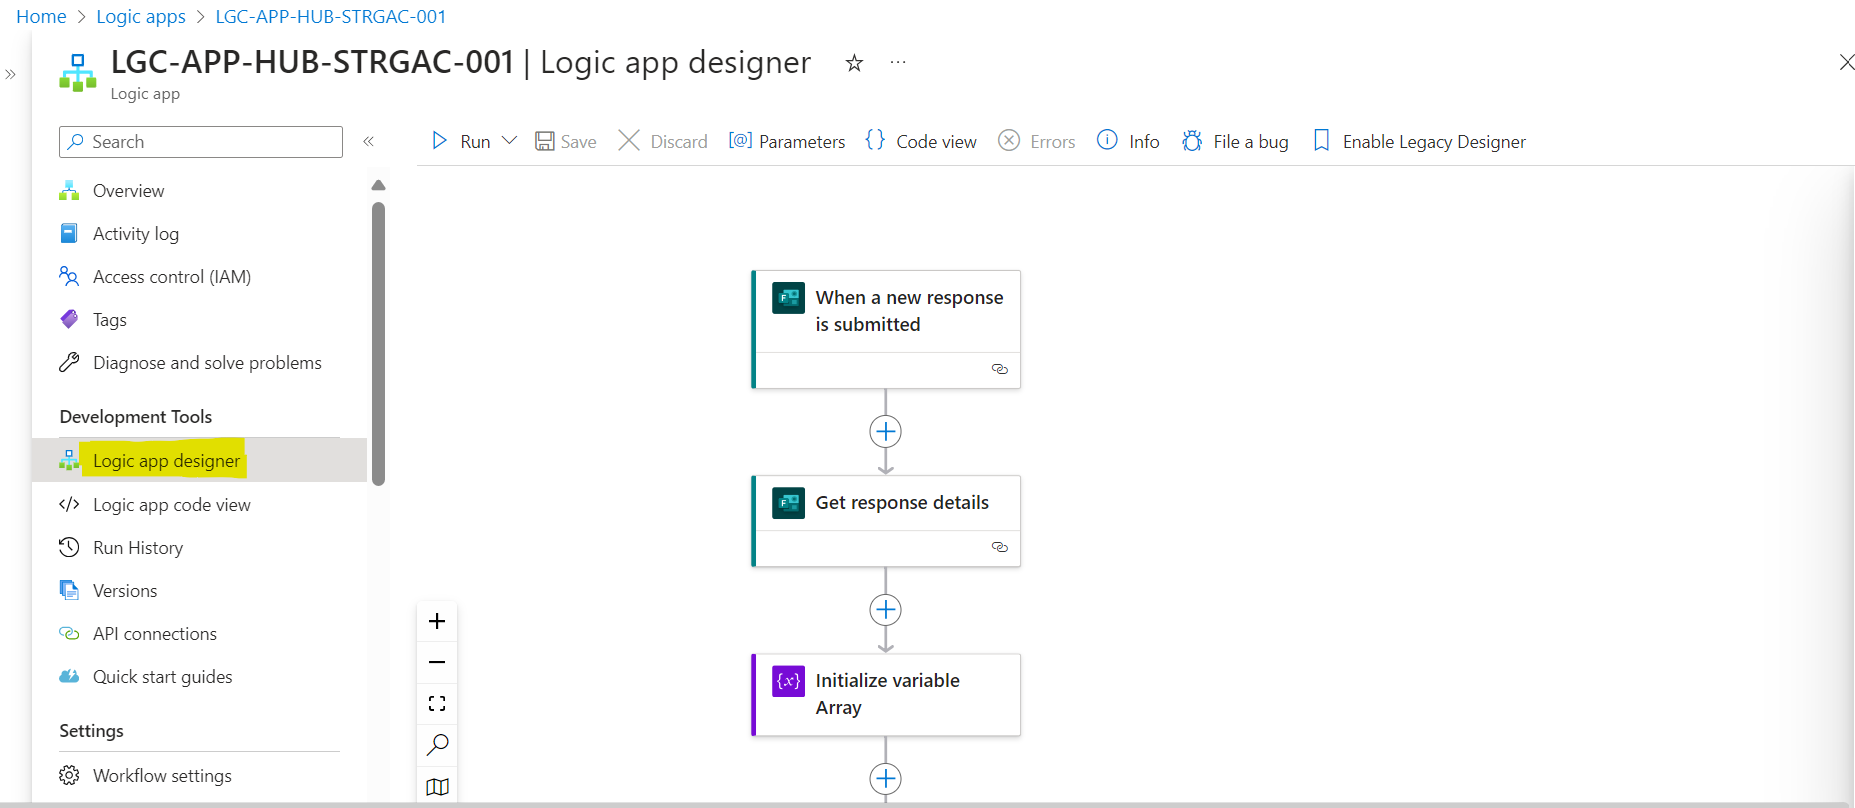 Home > Logic apps > LGC-APP-HUB-STRGAC-001
LGC-APP-HUB-STRGAC-001 | Logic app designer
Logic app
Search
Run
Save
Discard
[@] Parameters
{} Code view
Errors
Info
File a bug
Enable Legacy Designer
Overview
Activity log
Access control (IAM)
Tags
Diagnose and solve problems
Development Tools
Logic app designer
Logic app code view
Run History
Versions
API connections
Quick start guides
Settings
Workflow settings
When a new response
is submitted
Get response details
{x} Initialize variable
Array